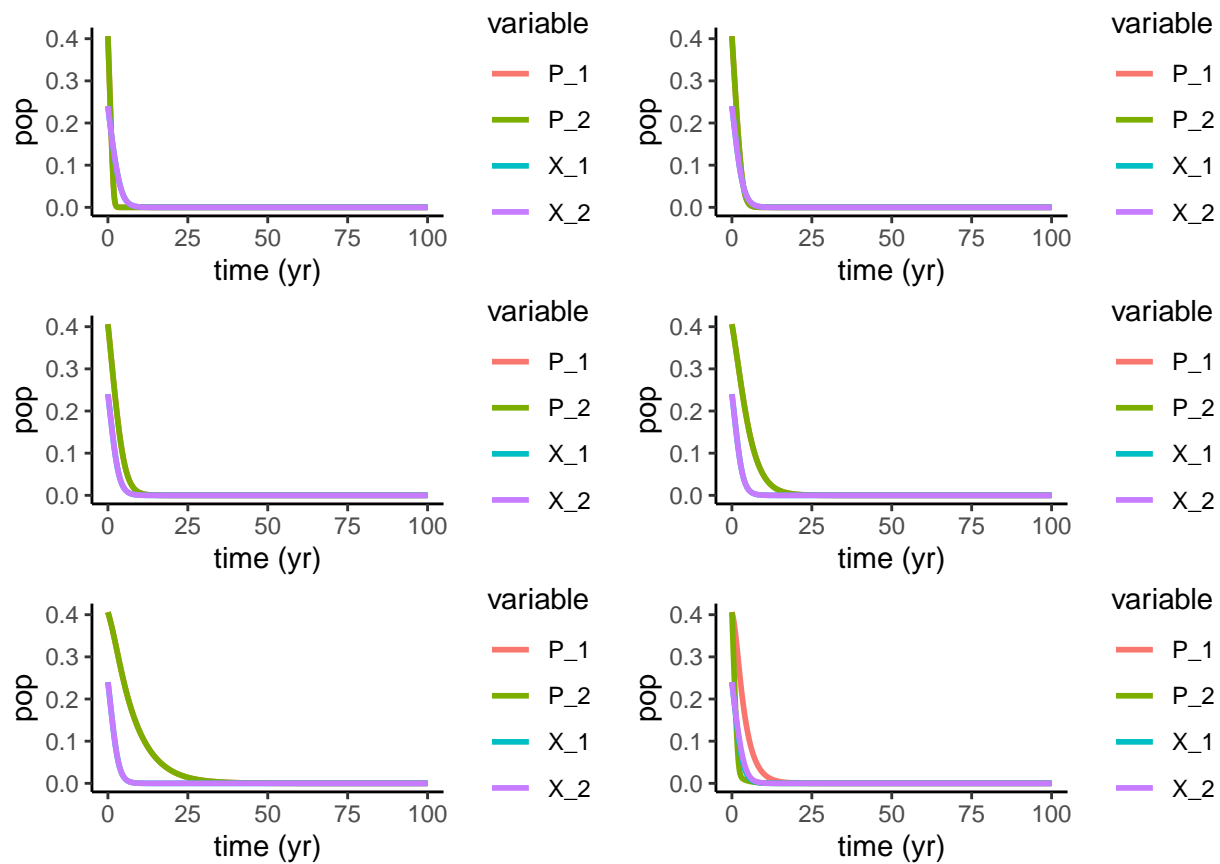 variable
0.4
0.3
0.2
0.1
0.0
pop
0 25 50 75 100
time (yr)
P_1
P_2
X_1
X_2
variable
0.4
0.3
0.2
0.1
0.0
pop
0 25 50 75 100
time (yr)
P_1
P_2
X_1
X_2
variable
0.4
0.3
0.2
0.1
0.0
pop
0 25 50 75 100
time (yr)
P_1
P_2
X_1
X_2
variable
0.4
0.3
0.2
0.1
0.0
pop
0 25 50 75 100
time (yr)
P_1
P_2
X_1
X_2
variable
0.4
0.3
0.2
0.1
0.0
pop
0 25 50 75 100
time (yr)
P_1
P_2
X_1
X_2
variable
0.4
0.3
0.2
0.1
0.0
pop
0 25 50 75 100
time (yr)
P_1
P_2
X_1
X_2